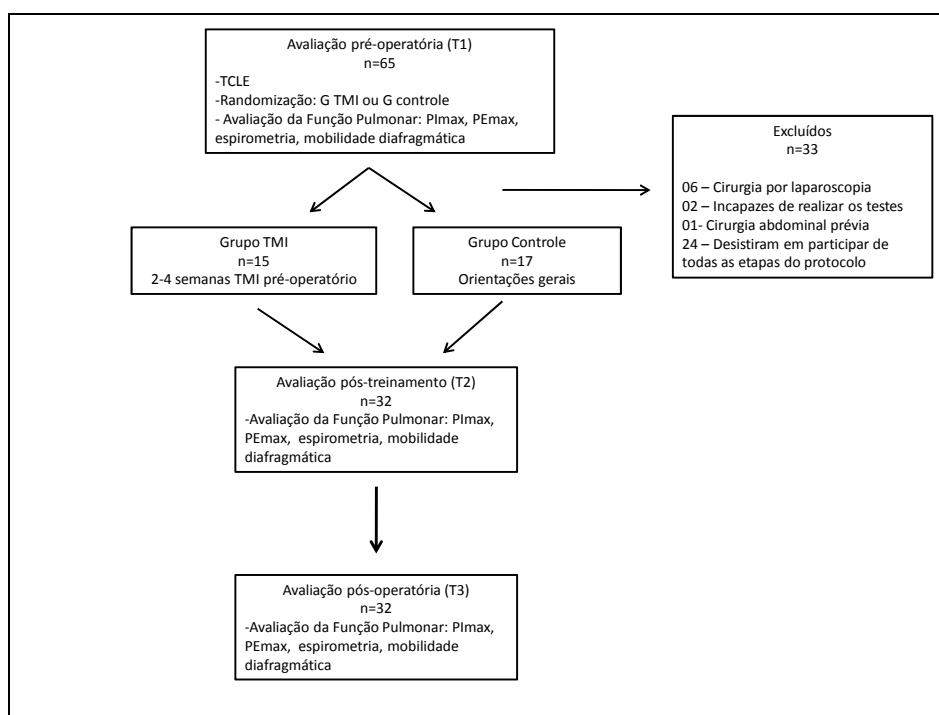 Avaliação pré-operatória (T1)
n=65
-TCLE
-Randomização: G TMI ou G controle
- Avaliação da Função Pulmonar: PImax, PEmax,
espirometria, mobilidade diafragmática
Excluídos
n=33
06 – Cirurgia por laparoscopia
02 – Incapazes de realizar os testes
01- Cirurgia abdominal prévia
24 – Desistiram em participar de
todas as etapas do protocolo
Grupo TMI
n=15
2-4 semanas TMI pré-operatório
Grupo Controle
n=17
Orientações gerais
Avaliação pós-treinamento (T2)
n=32
-Avaliação da Função Pulmonar: PImax,
PEmax, espirometria, mobilidade
diafragmática
Avaliação pós-operatória (T3)
n=32
-Avaliação da Função Pulmonar: PImax,
PEmax, espirometria, mobilidade
diafragmática